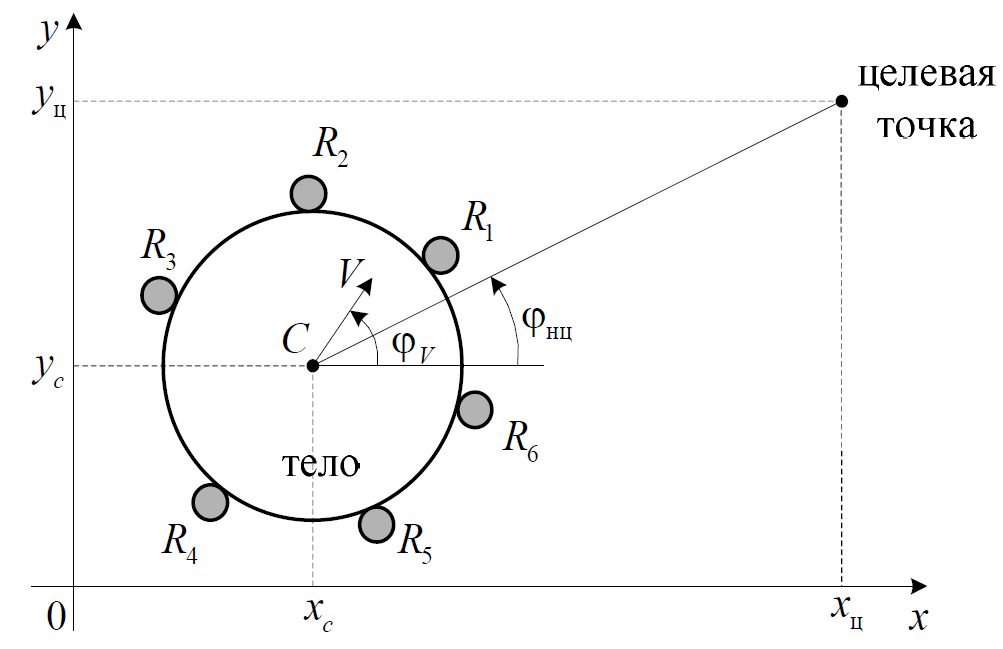 y
целевая
точка
yц
R2
R1
R3
V
φнц
C
φV
yc
R6
тело
R4
R5
0
xc
xц
x